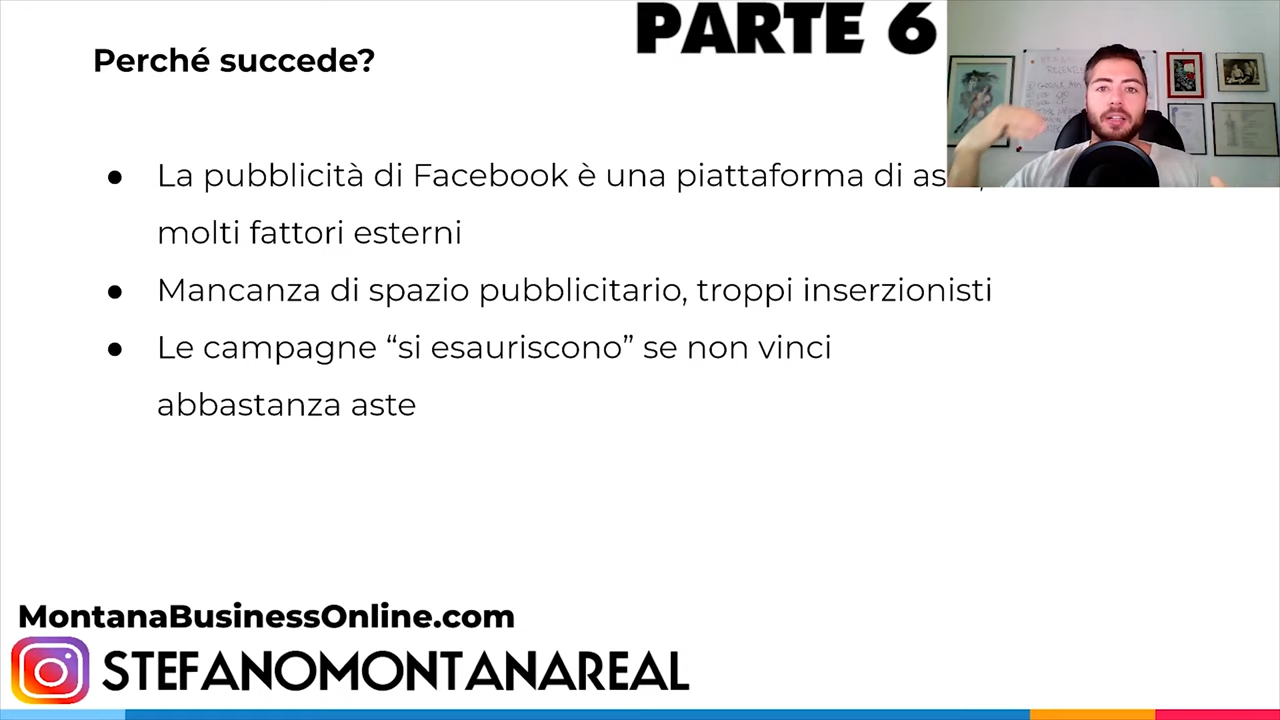 PARTE 6
Perché succede?
● La pubblicità di Facebook è una piattaforma di
molti fattori esterni
● Mancanza di spazio pubblicitario, troppi inserzionisti
● Le campagne “si esauriscono” se non vinci
abbastanza aste
MontanaBusinessOnline.com
STEFANOMONTANAREAL